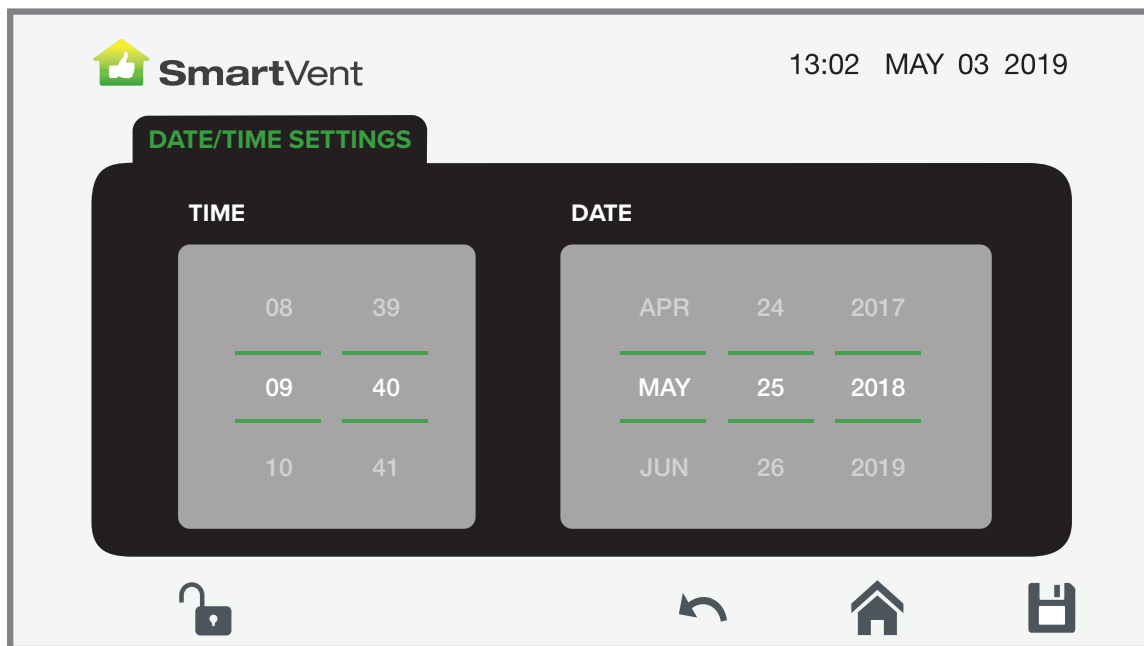 SmartVent
13:02 MAY 03 2019
DATE/TIME SETTINGS
TIME
DATE
08 39
09 40
10 41
APR 24 2017
MAY 25 2018
JUN 26 2019